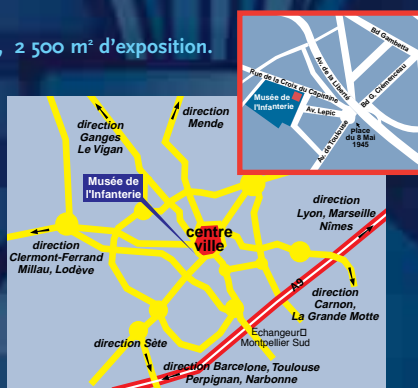 , 2 500 m² d'exposition.
Bd Gambetta
Av. de la Liberté
Bd G. Clémenceau
Rue de la Croix du Capitaine
Musée de
l'Infanterie
Av. Lepic
Av. de Toulouse
Place
du 8 Mai
1945
direction
Ganges
Le Vigan
direction
Mende
Musée de
l'Infanterie
direction
Lyon, Marseille
Nîmes
centre
ville
direction
Clermont-Ferrand
Millau, Lodève
A9
direction
Carnon,
La Grande Motte
Echangeur
Montpellier Sud
direction Sète
direction Barcelone, Toulouse
Perpignan, Narbonne